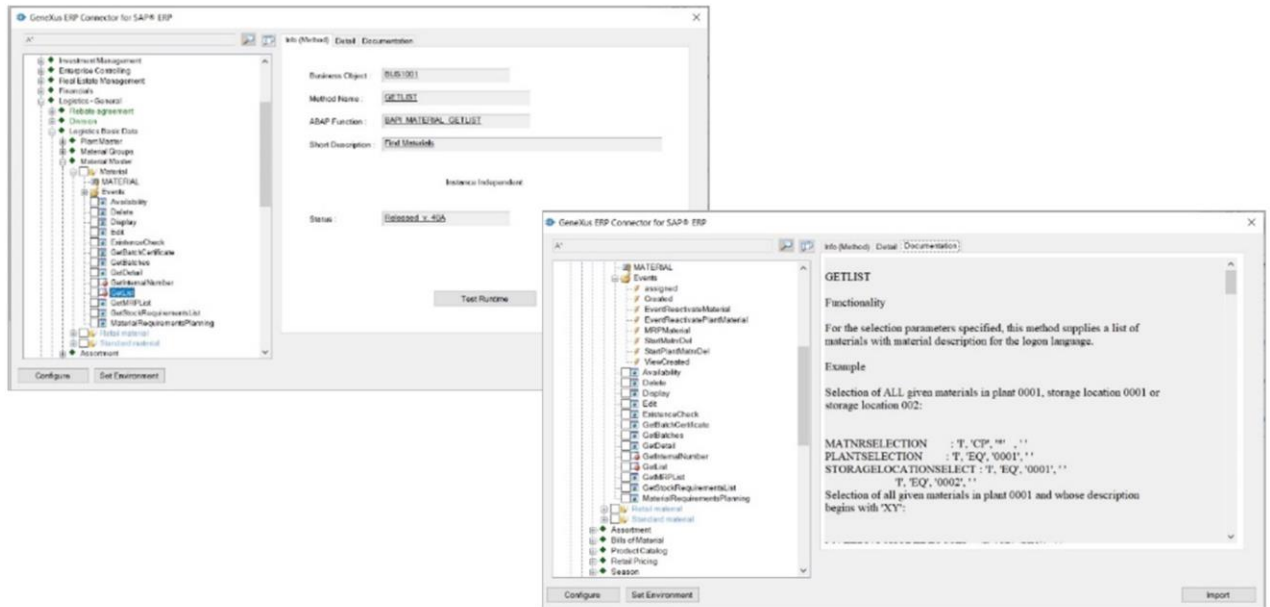 GeneXus ERP Connector for SAP® ERP
A*
Info (Method) Detail Documentation
Investment Management
Enterprise Controlling
Real Estate Management
Financials
Logistics - General
Rebate agreement
Division
Logistics Basic Data
Plant Master
Material Groups
Material Master
Material
MATERIAL
Events
Availability
Delete
Display
Edit
ExistenceCheck
GetBatchCertificate
GetBatches
GetDetail
GetInternalNumber
GetList
GetMRPList
GetStockRequirementsList
MaterialRequirementsPlanning
Retail material
Standard material
Assortment
Business Object : BUS1001
Method Name : GETLIST
ABAP Function : BAPI_MATERIAL_GETLIST
Short Description : Find Materials
Instance Independent
Status : Released v. 40A
Test Runtime
Configure Set Environment
GeneXus ERP Connector for SAP® ERP
A*
Info (Method) Detail Documentation
MATERIAL
Events
assigned
Created
EventReactivateMaterial
EventReactivatePlantMaterial
MRPMaterial
StartMatnrDel
StartPlantMatnrDel
ViewCreated
Availability
Delete
Display
Edit
ExistenceCheck
GetBatchCertificate
GetBatches
GetDetail
GetInternalNumber
GetList
GetMRPList
GetStockRequirementsList
MaterialRequirementsPlanning
Retail material
Standard material
Assortment
Bills of Material
Product Catalog
Retail Pricing
Season
GETLIST
Functionality
For the selection parameters specified, this method supplies a list of
materials with material description for the logon language.
Example
Selection of ALL given materials in plant 0001, storage location 0001 or
storage location 002:
MATNRSELECTION : 'I', 'CP', '*' , ' '
PLANTSELECTION : 'I', 'EQ', '0001', ' '
STORAGELOCATIONSELECT : 'I', 'EQ', '0001', ' '
'I', 'EQ', '0002', ' '
Selection of all given materials in plant 0001 and whose description
begins with 'XY':
Configure Set Environment
Import